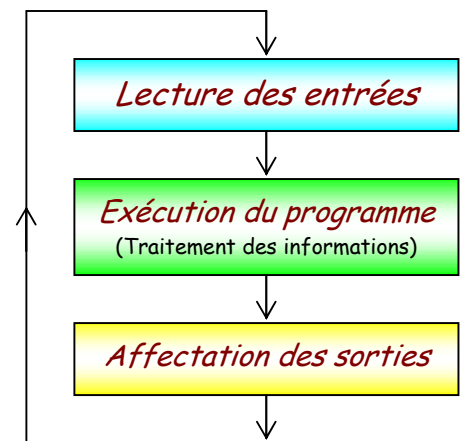 Lecture des entrées
Exécution du programme
(Traitement des informations)
Affectation des sorties